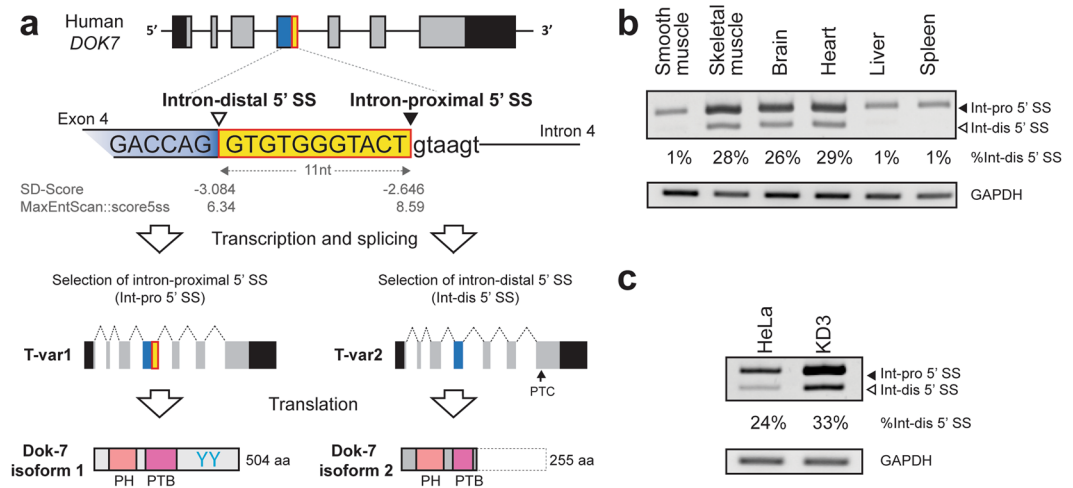 a
Human
DOK7
5'
3'
Intron-distal 5' SS
Intron-proximal 5' SS
Exon 4
Intron 4
GACCAG GTGTGGGTACT gtaagt
11nt
SD-Score
-3.084
-2.646
MaxEntScan::score5ss
6.34
8.59
Transcription and splicing
Selection of intron-proximal 5' SS
(Int-pro 5' SS)
Selection of intron-distal 5' SS
(Int-dis 5' SS)
T-var1
T-var2
PTC
Translation
Dok-7
isoform 1
YY
504 aa
PH
PTB
Dok-7
isoform 2
255 aa
PH
PTB
b
Smooth
muscle
Skeletal
muscle
Brain
Heart
Liver
Spleen
Int-pro 5' SS
Int-dis 5' SS
1% 28% 26% 29% 1% 1% %Int-dis 5' SS
GAPDH
c
HeLa
KD3
Int-pro 5' SS
Int-dis 5' SS
24% 33% %Int-dis 5' SS
GAPDH